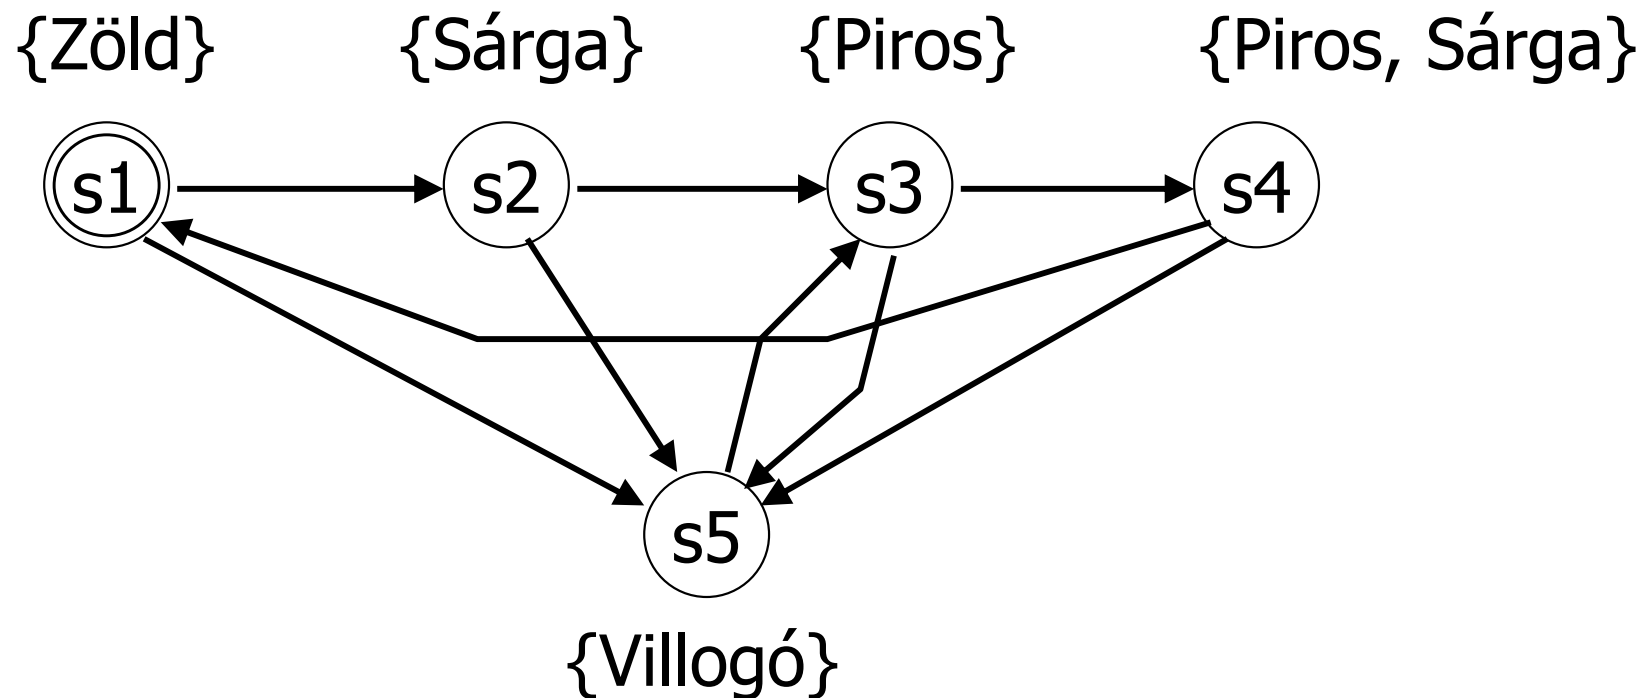 {Zöld} {Sárga} {Piros} {Piros, Sárga}
s1 s2 s3 s4
s5
{Villogó}